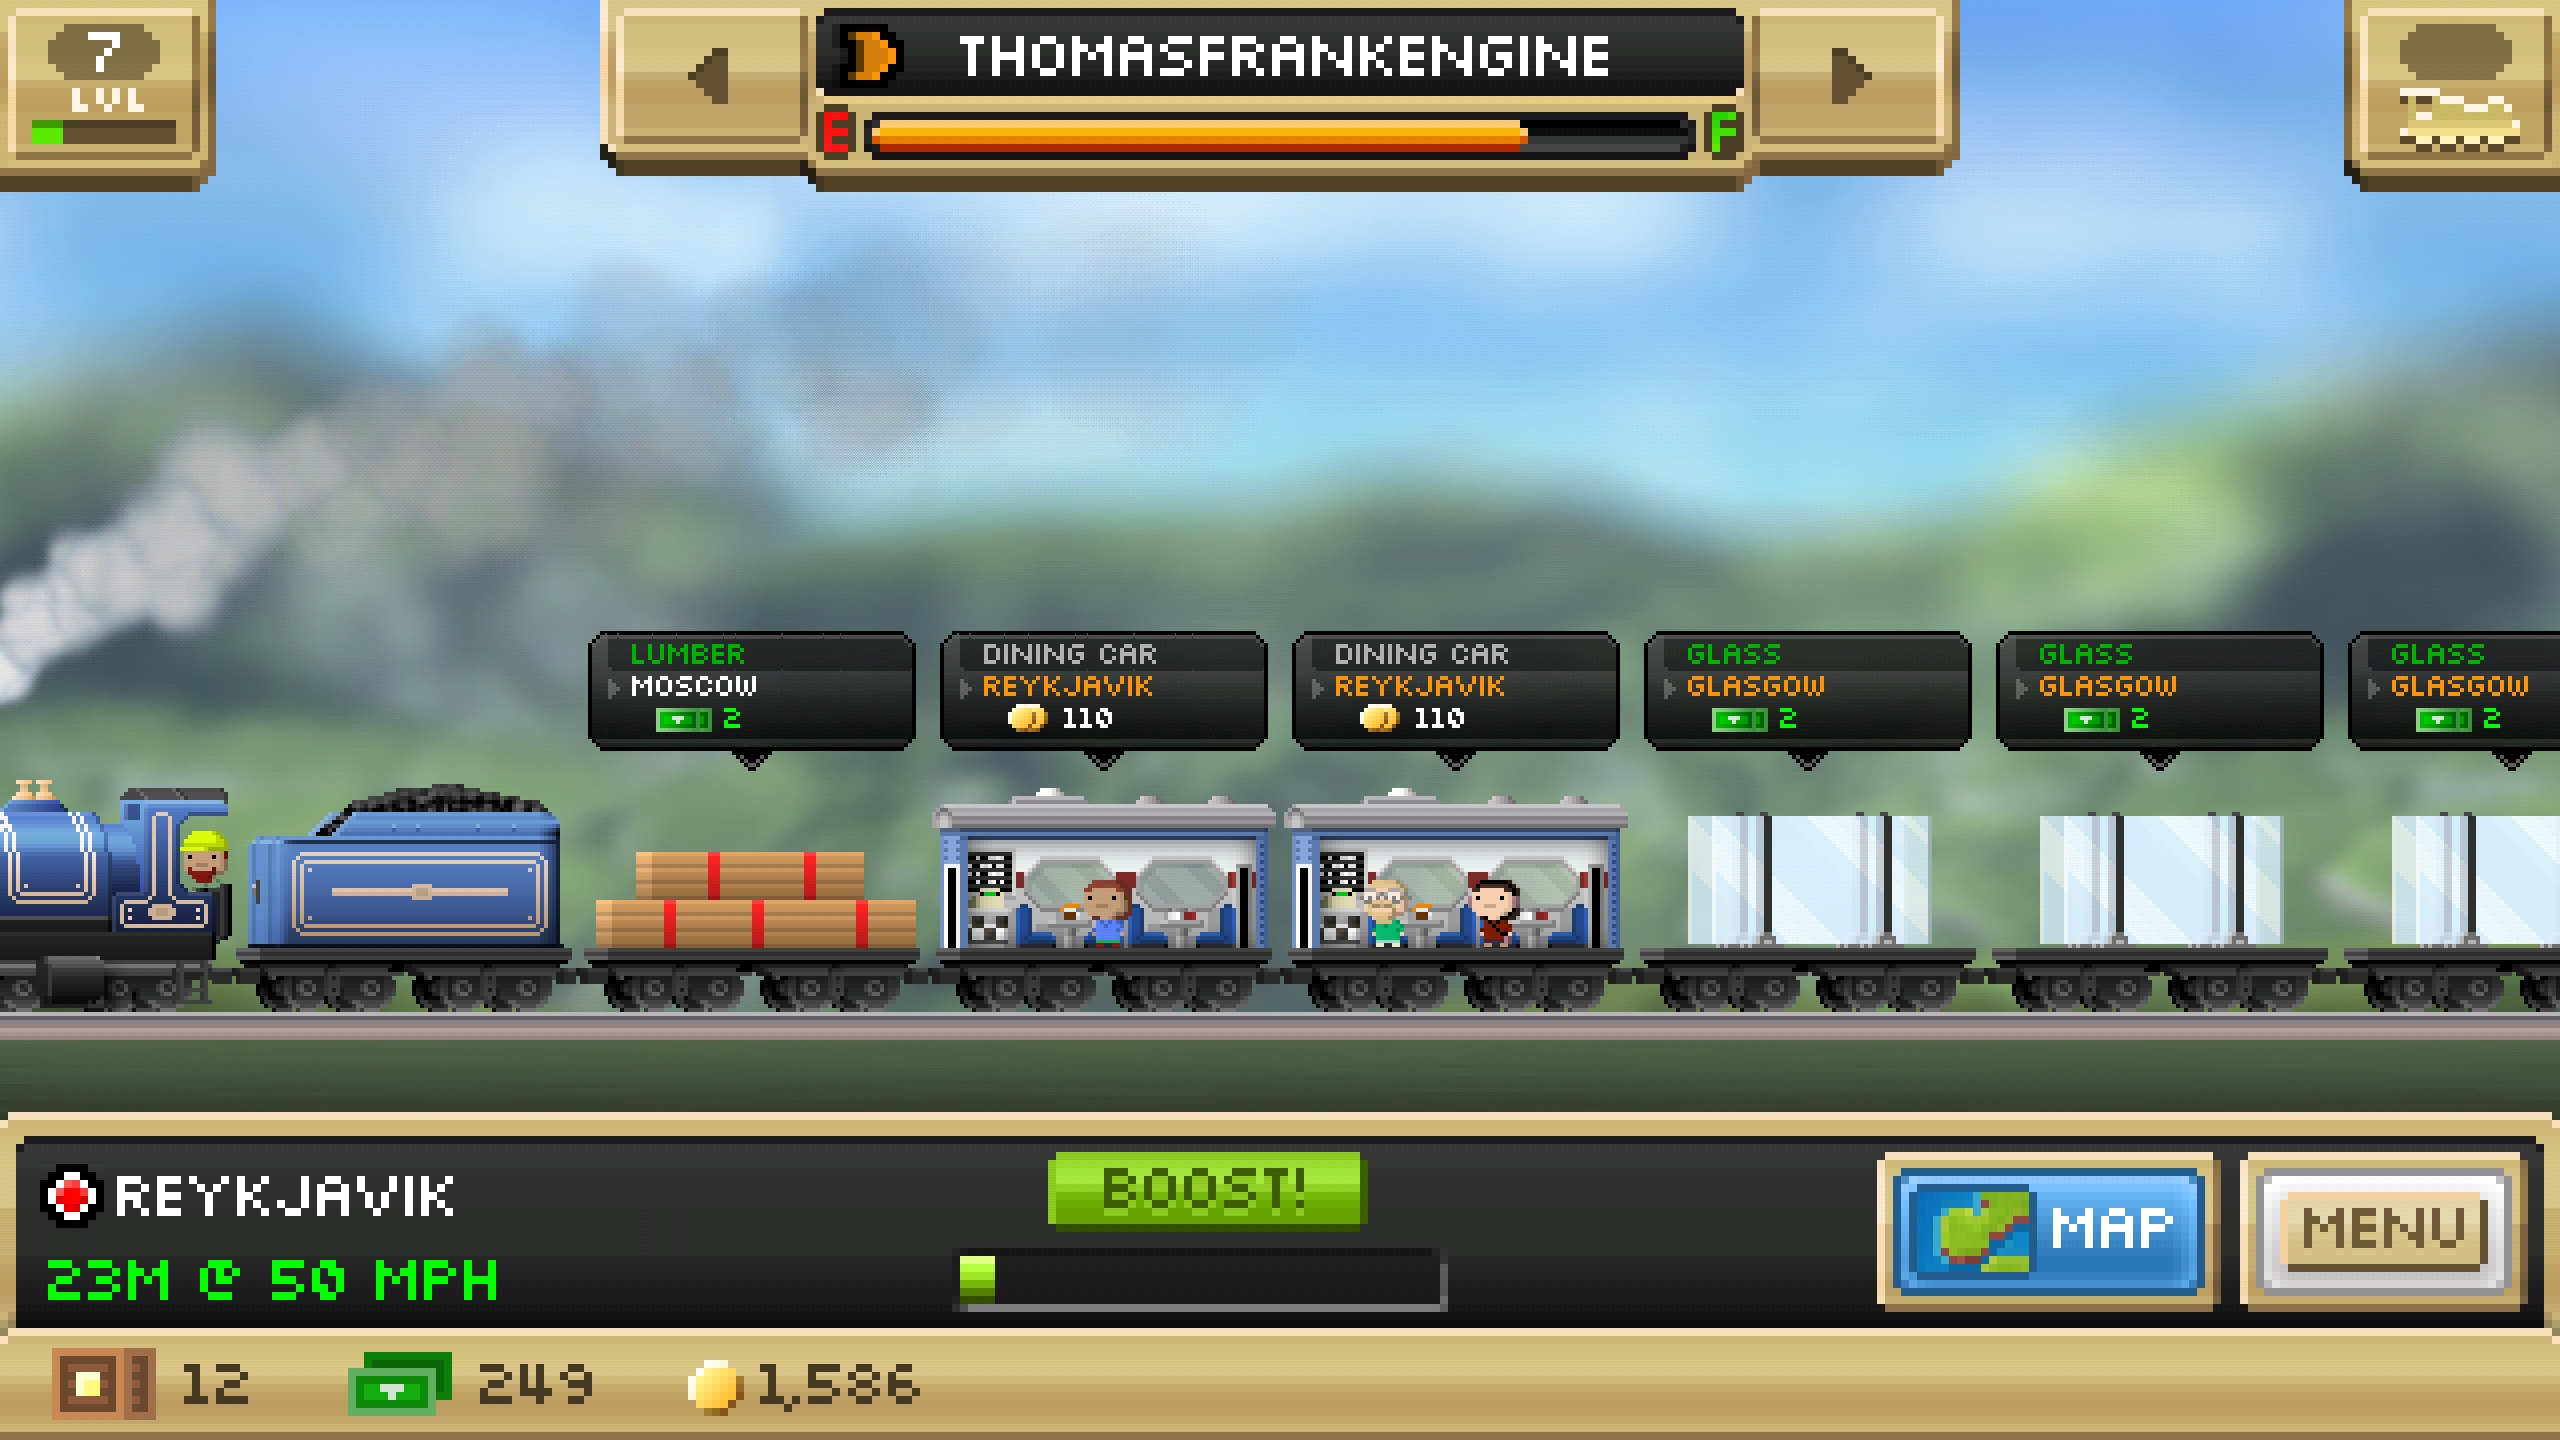 7
LVL
THOMASFRANKENGINE
E F
LUMBER
MOSCOW
2
DINING CAR
REYKJAVIK
110
DINING CAR
REYKJAVIK
110
GLASS
GLASGOW
2
GLASS
GLASGOW
2
GLASS
GLASGOW
2
REYKJAVIK
23M @ 50 MPH
BOOST!
MAP
MENU
12 249 1,586